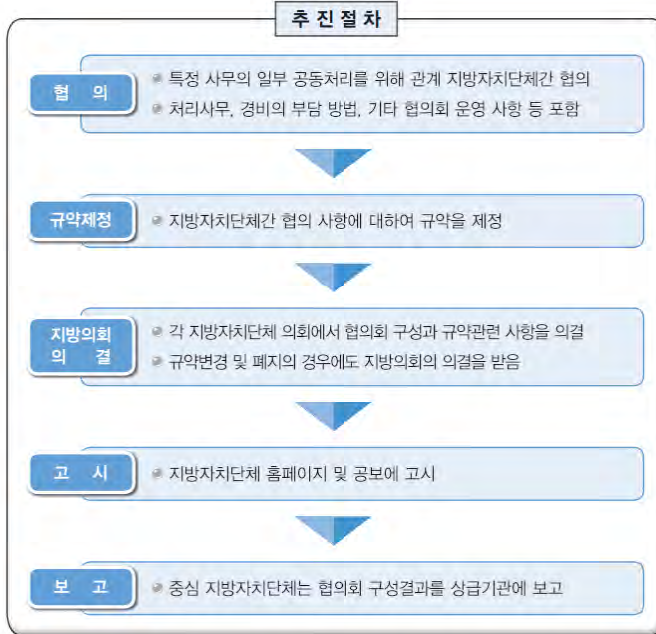 추진절차
협 의
특정 사무의 일부 공동처리를 위해 관계 지방자치단체간 협의
처리사무, 경비의 부담 방법, 기타 협의회 운영 사항 등 포함
규약제정
지방자치단체간 협의 사항에 대하여 규약을 제정
지방의회
의 결
각 지방자치단체 의회에서 협의회 구성과 규약관련 사항을 의결
규약변경 및 폐지의 경우에도 지방의회의 의결을 받음
고 시
지방자치단체 홈페이지 및 공보에 고시
보 고
중심 지방자치단체는 협의회 구성결과를 상급기관에 보고